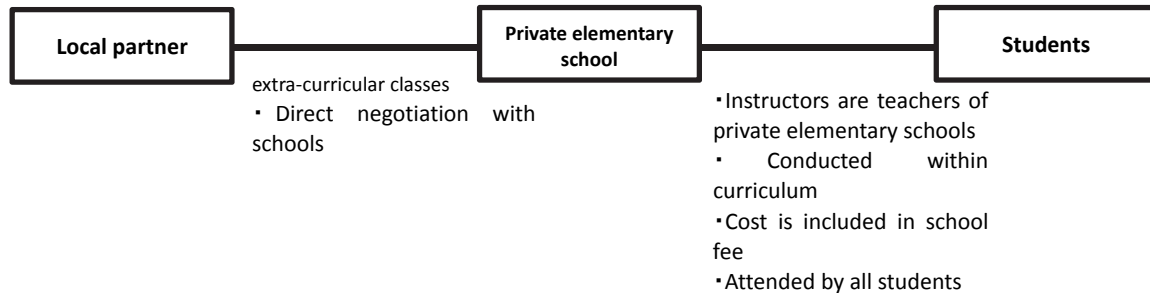 Local partner
Private elementary
school
Students
extra-curricular classes
・Direct negotiation with
schools
・Instructors are teachers of
private elementary schools
・ Conducted within
curriculum
・Cost is included in school
fee
・Attended by all students